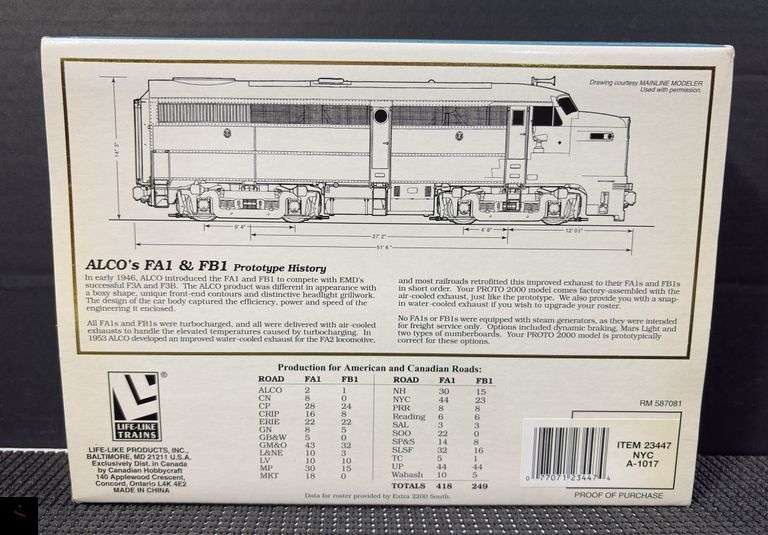 Drawing courtesy MAINLINE MODELER
Used with permission.
14' 5"
9' 4"
27' 2"
51' 6"
ALCO's FA1 & FB1 Prototype History
In early 1946, ALCO introduced the FA1 and FB1 to compete with EMD's
successful F3A and F3B. The ALCO product was different in appearance with
a boxy shape, unique front-end contours and distinctive headlight grillwork.
The design of the car body captured the efficiency, power and speed of the
engineering it enclosed.
All FA1s and FB1s were turbocharged, and all were delivered with air-cooled
exhausts to handle the elevated temperatures caused by turbocharging. In
1953 ALCO developed an improved water-cooled exhaust for the FA2 locomotive,
and most railroads retrofitted this improved exhaust to their FA1s and FB1s
in short order. Your PROTO 2000 model comes factory-assembled with the
air-cooled exhaust, just like the prototype. We also provide you with a snap-
in water-cooled exhaust if you wish to upgrade your roster.
No FA1s or FB1s were equipped with steam generators, as they were intended
for freight service only. Options included dynamic braking, Mars Light and
two types of numberboards. Your PROTO 2000 model is prototypically
correct for these options.
Production for American and Canadian Roads:
ROAD FA1 FB1
ALCO 2 1
CN 8 0
CP 28 24
CRIP 16 8
ERIE 22 22
GN 8 5
GB&W 5 0
GM&O 43 32
L&NE 10 3
LV 10 10
MP 30 15
MKT 18 0
ROAD FA1 FB1
NH 30 15
NYC 44 23
PRR 8 8
Reading 6 6
SAL 3 3
SOO 22 6
SP&S 14 8
SLSF 32 16
TC 5 1
UP 44 44
Wabash 10 5
TOTALS 418 249
Data for roster provided by Extra 2200 South.
LIFE-LIKE
TRAINS
®
LIFE-LIKE PRODUCTS, INC.,
BALTIMORE, MD 21211 U.S.A.
Exclusively Dist. in Canada
by Canadian Hobbycraft
140 Applewood Crescent,
Concord, Ontario L4K 4E2
MADE IN CHINA
RM 587081
ITEM 23447
NYC
A-1017
0 77071 23447 4
PROOF OF PURCHASE